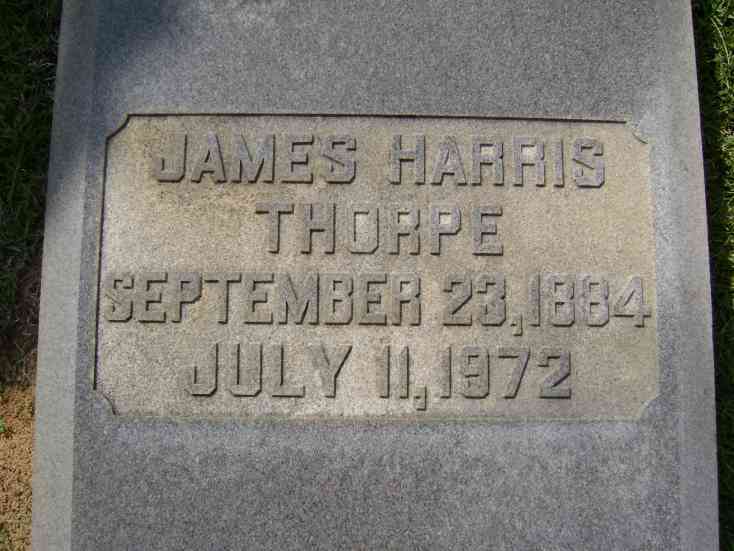 JAMES HARRIS
THORPE
SEPTEMBER 23, 1884
JULY 11, 1972